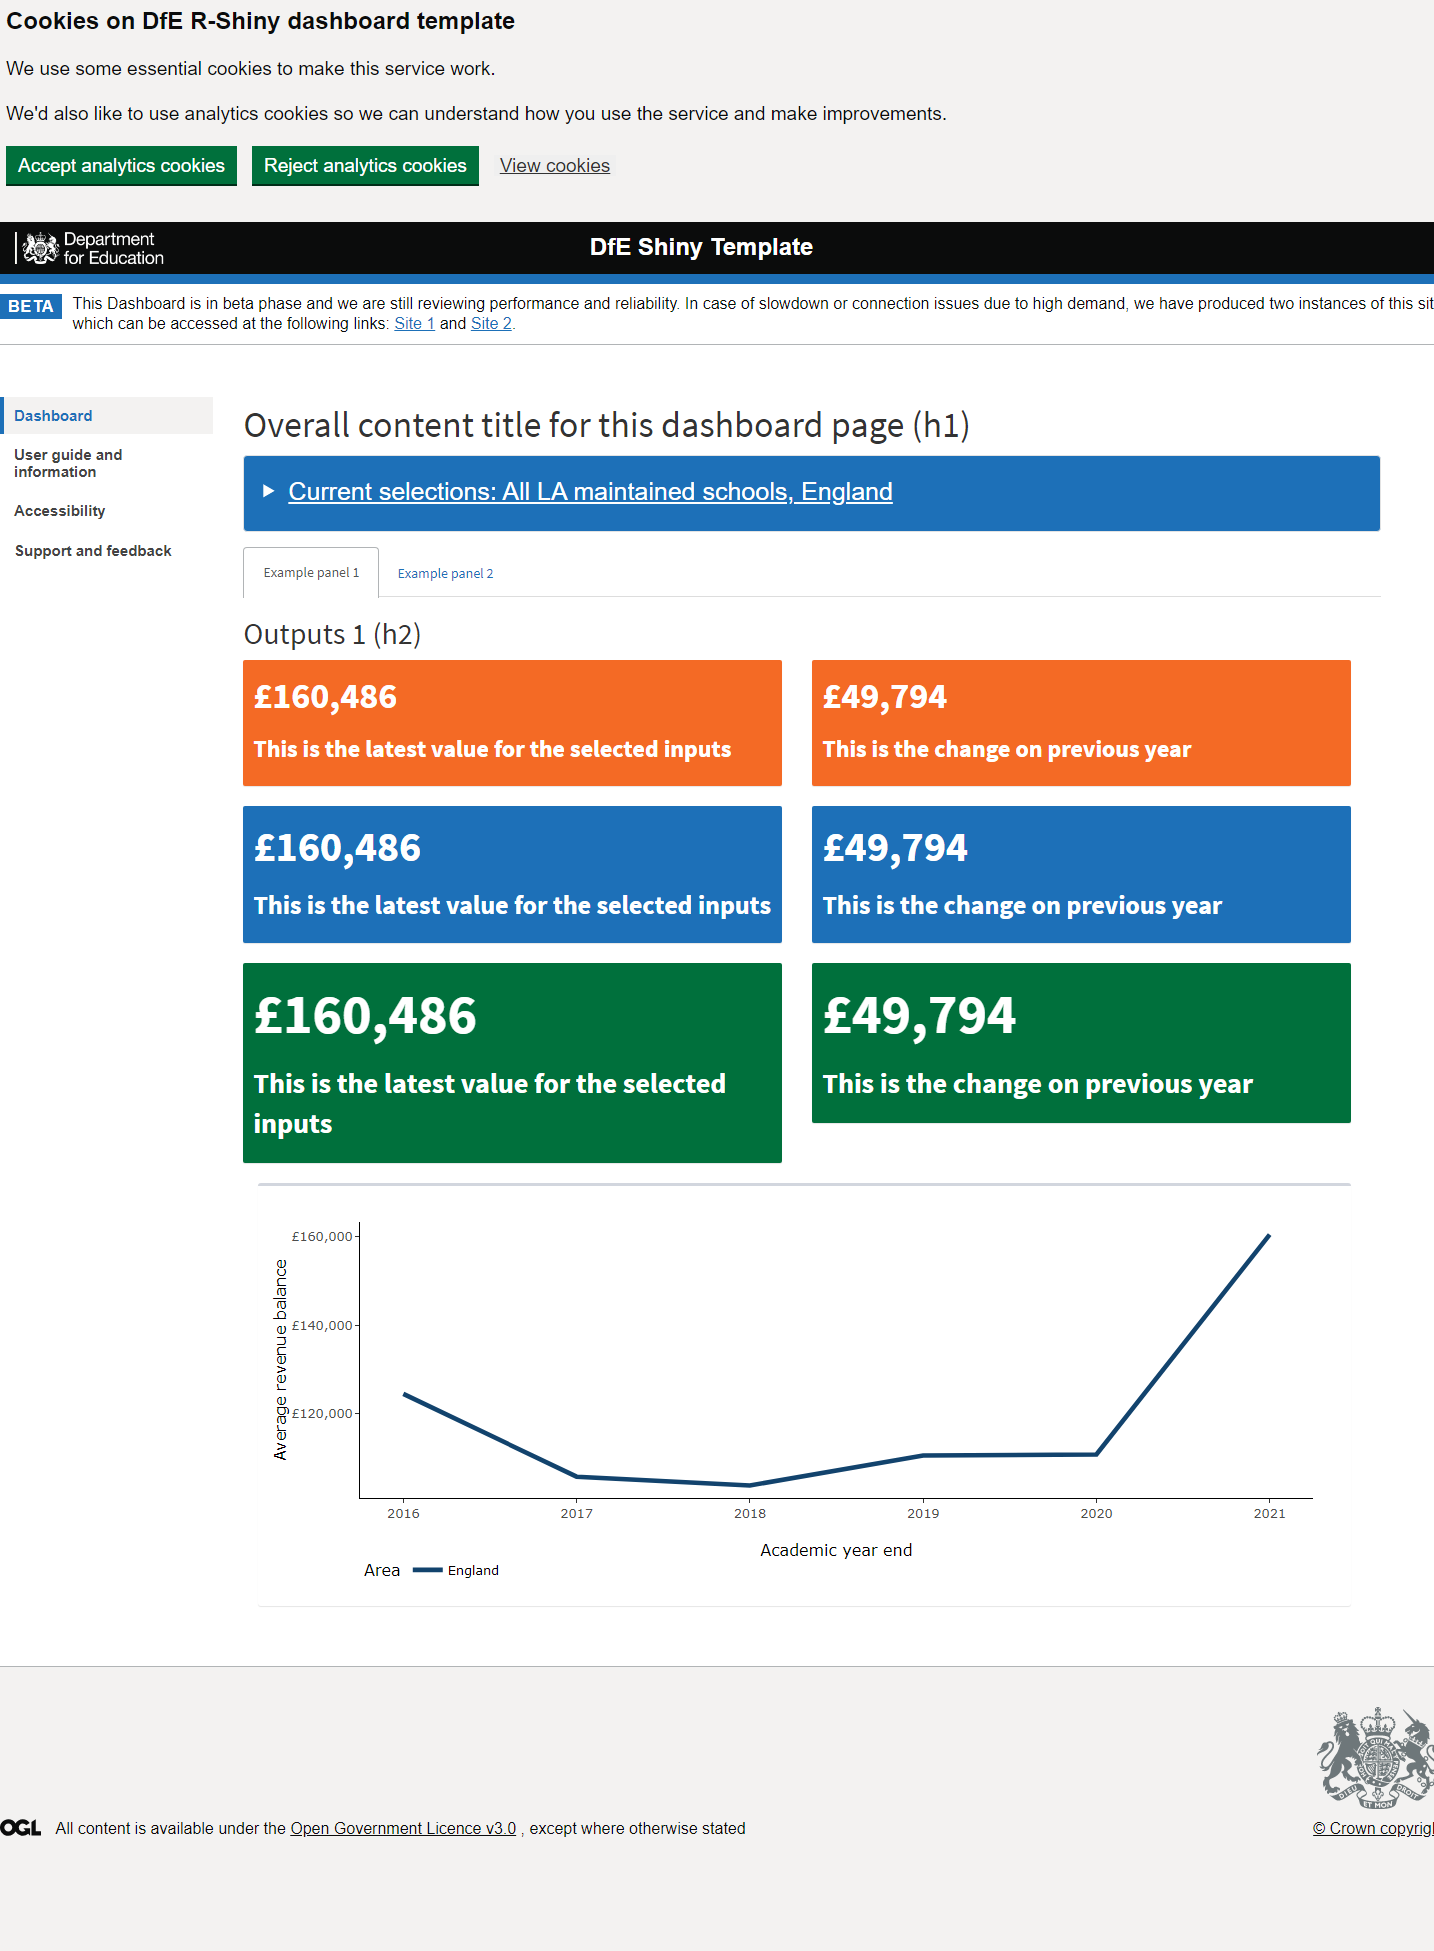 Cookies on DfE R-Shiny dashboard template
We use some essential cookies to make this service work.
We'd also like to use analytics cookies so we can understand how you use the service and make improvements.
Accept analytics cookies
Reject analytics cookies
View cookies
Department
for Education
DfE Shiny Template
BETA
This Dashboard is in beta phase and we are still reviewing performance and reliability. In case of slowdown or connection issues due to high demand, we have produced two instances of this sit
which can be accessed at the following links: Site 1 and Site 2.
Dashboard
User guide and
information
Accessibility
Support and feedback
Overall content title for this dashboard page (h1)
Current selections: All LA maintained schools, England
Example panel 1
Example panel 2
Outputs 1 (h2)
£160,486
This is the latest value for the selected inputs
£49,794
This is the change on previous year
£160,486
This is the latest value for the selected inputs
£49,794
This is the change on previous year
£160,486
This is the latest value for the selected
inputs
£49,794
This is the change on previous year
Average revenue balance
£160,000
£140,000
£120,000
2016
2017
2018
2019
2020
2021
Academic year end
Area
England
OGL
All content is available under the Open Government Licence v3.0 , except where otherwise stated
DIEU
ET MON
DROIT
© Crown copyrig